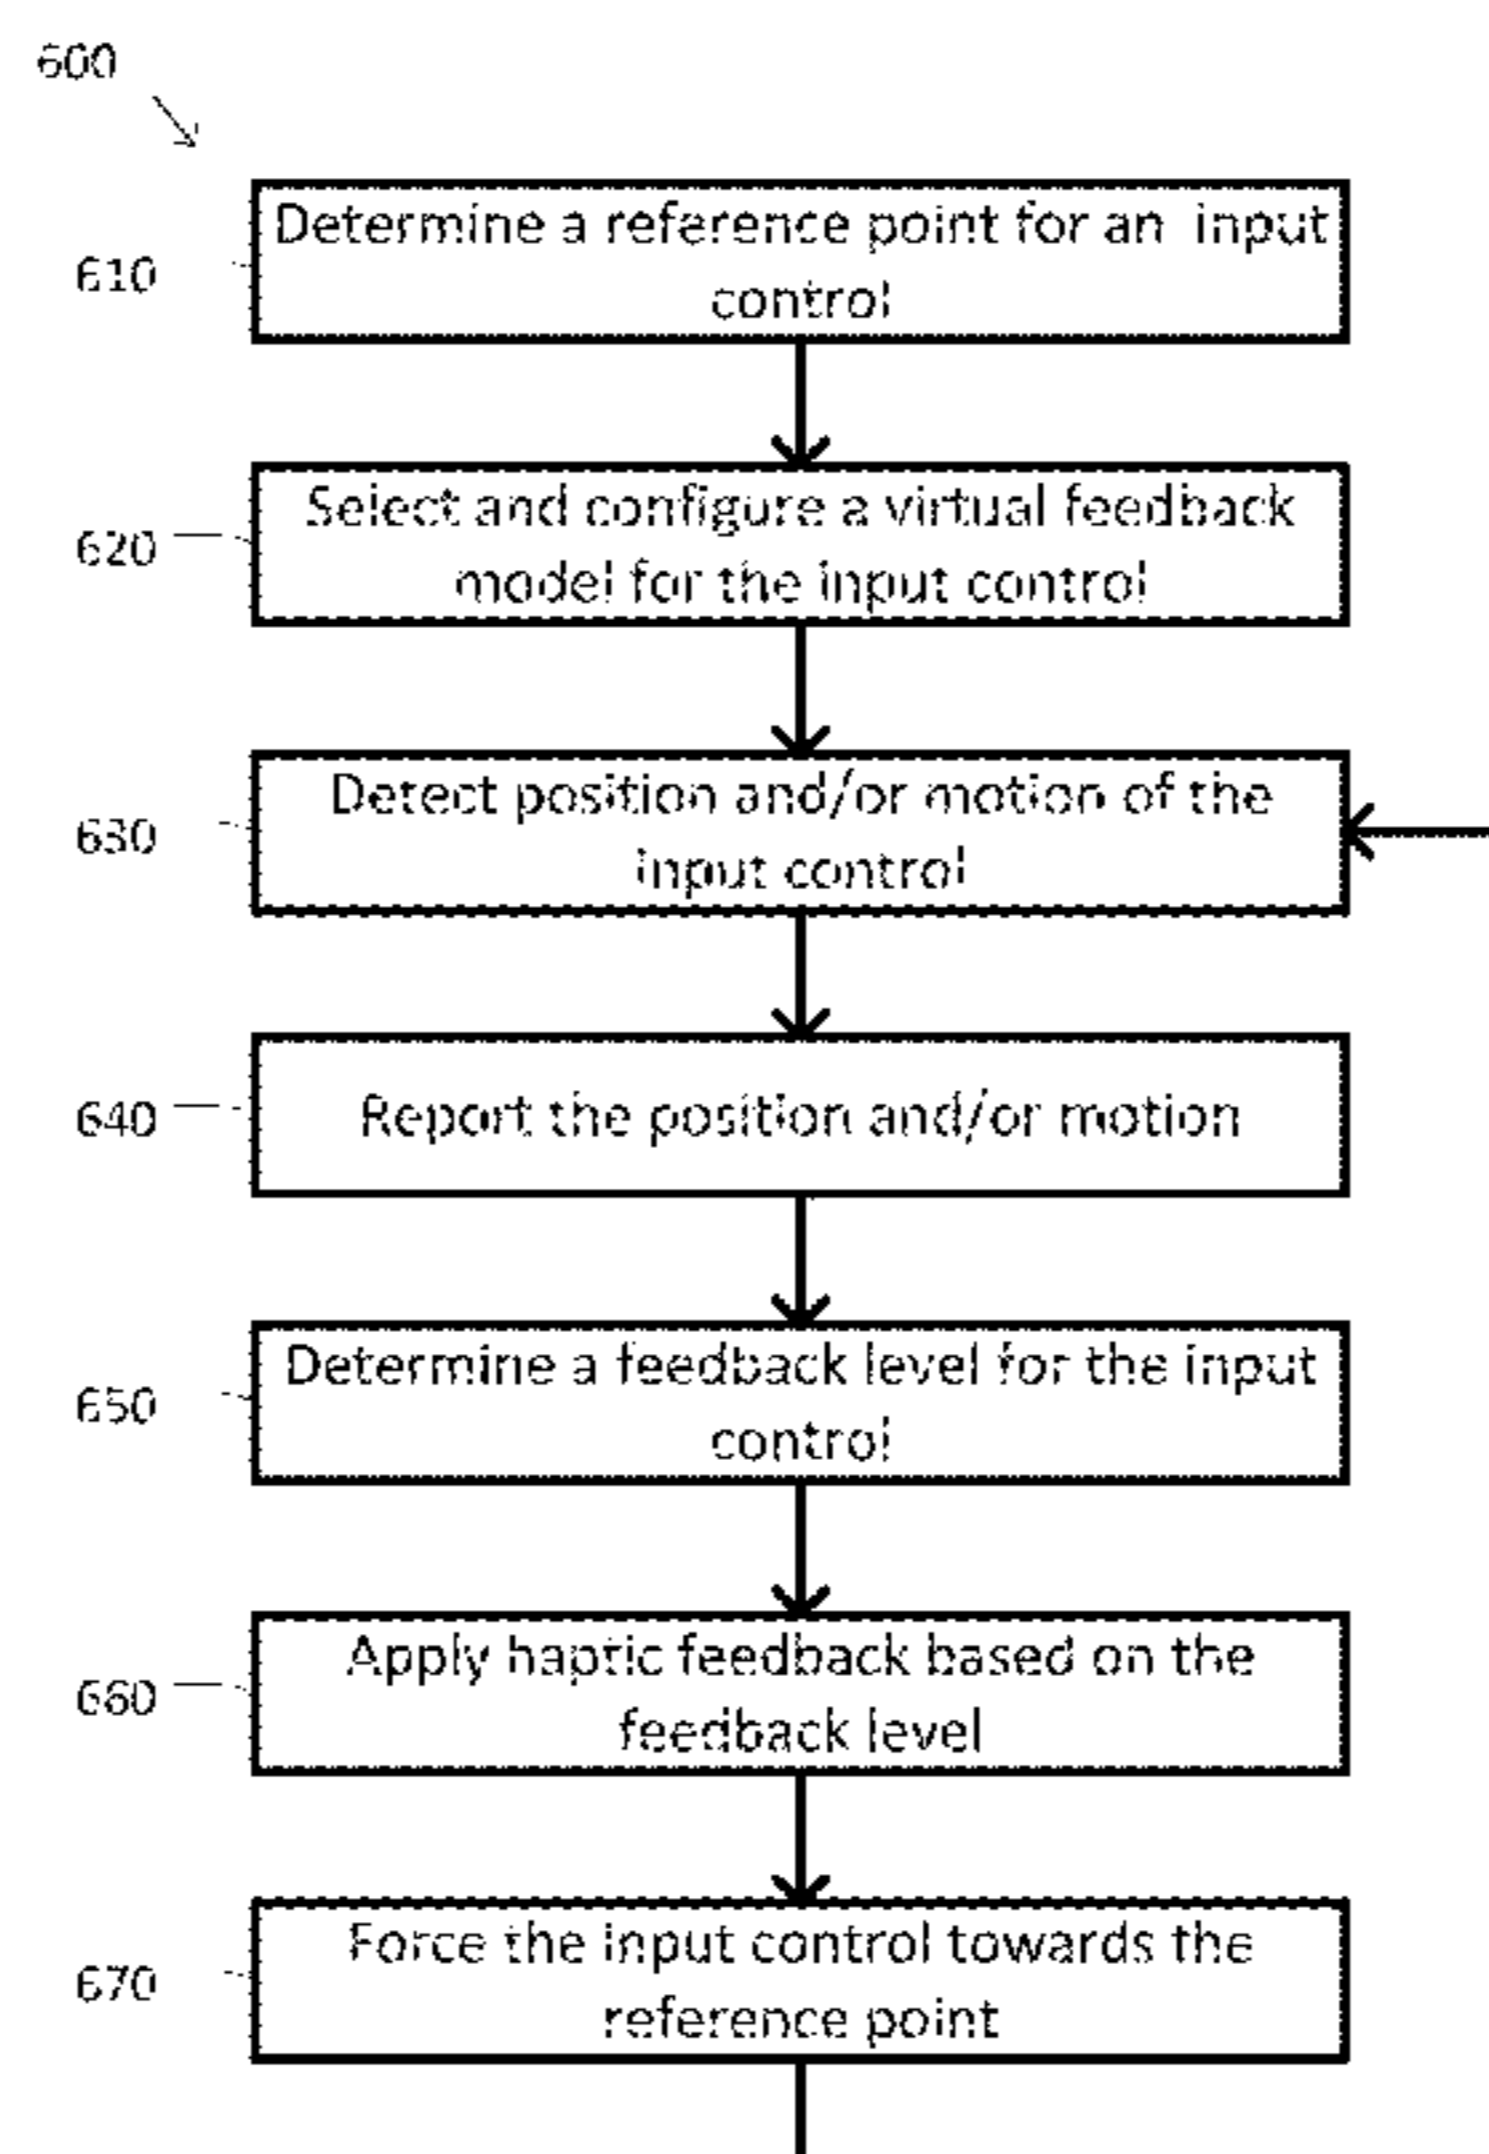 600
610
Determine a reference point for an input
control
620
Select and configure a virtual feedback
model for the input control
630
Detect position and/or motion of the
input control
640
Report the position and/or motion
650
Determine a feedback level for the input
control
660
Apply haptic feedback based on the
feedback level
670
Force the input control towards the
reference point